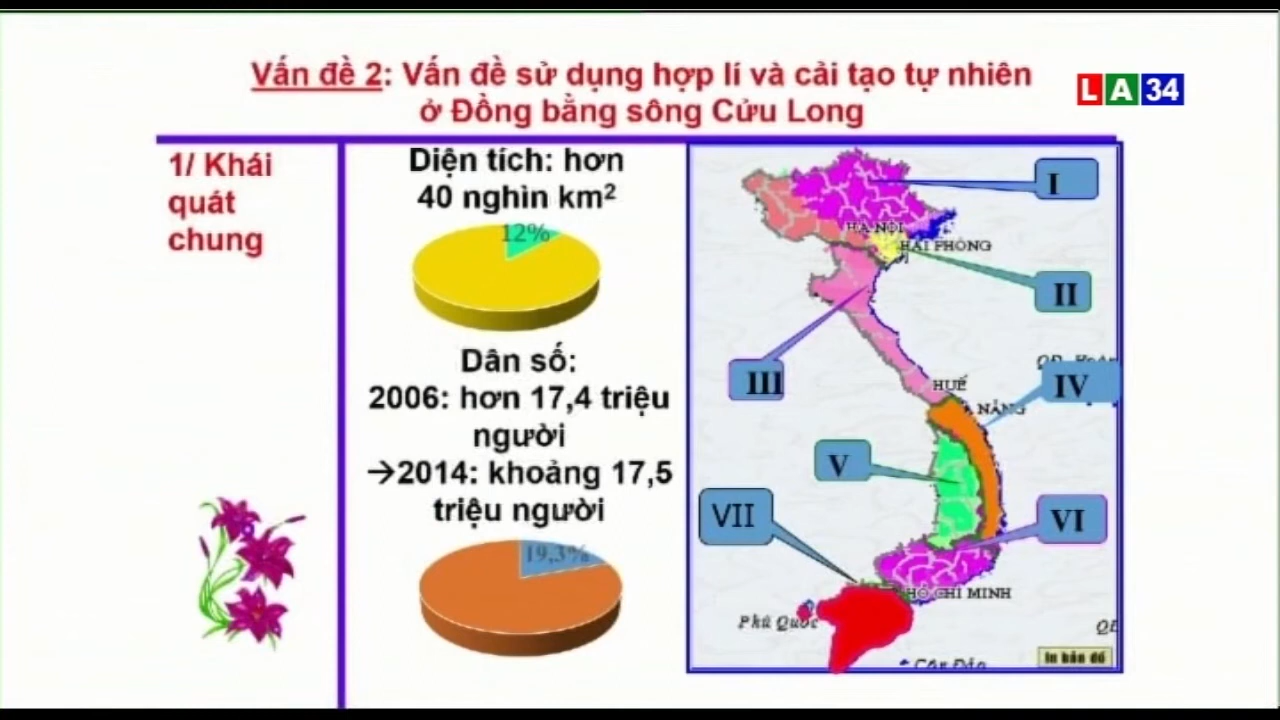 Vấn đề 2: Vấn đề sử dụng hợp lí và cải tạo tự nhiên
ở Đồng bằng sông Cửu Long
LA34
1/ Khái
quát
chung
Diện tích: hơn
40 nghìn km²
12%
Dân số:
2006: hơn 17,4 triệu
người
→2014: khoảng 17,5
triệu người
19,3%
I
HÀ NỘI
HẢI PHÒNG
II
III
HUẾ
IV
NẴNG
V
VII
VI
HỒ CHÍ MINH
Phú Quốc
Côn Đảo
In bản đồ